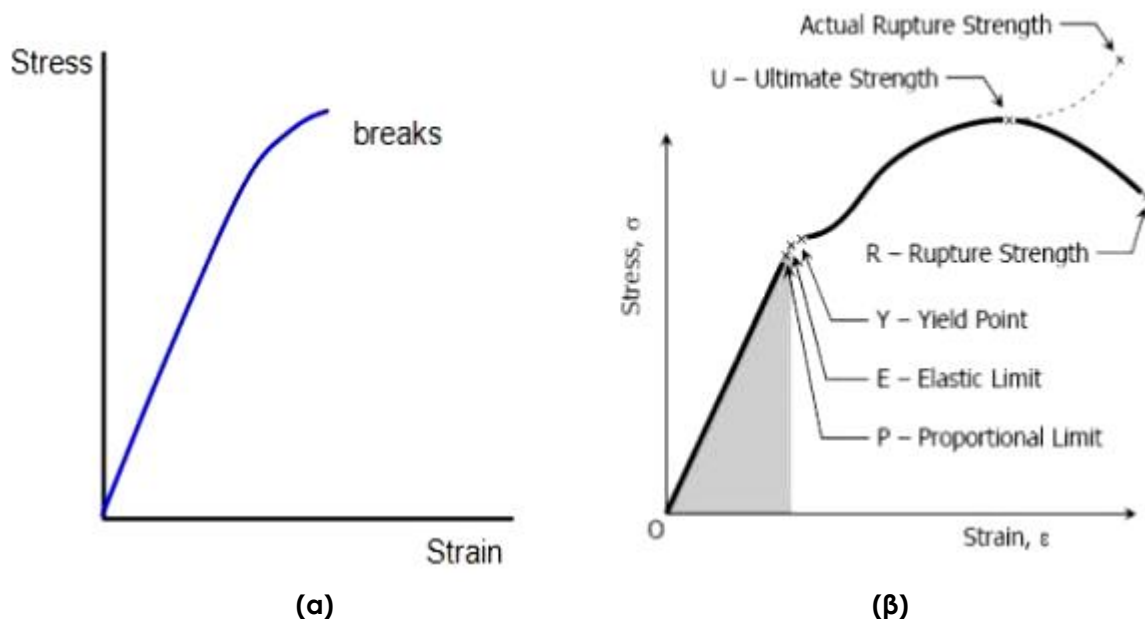 Stress
breaks
Strain
(α)
Actual Rupture Strength
U – Ultimate Strength
Stress, σ
R – Rupture Strength
Y – Yield Point
E – Elastic Limit
P – Proportional Limit
O
Strain, ε
(β)